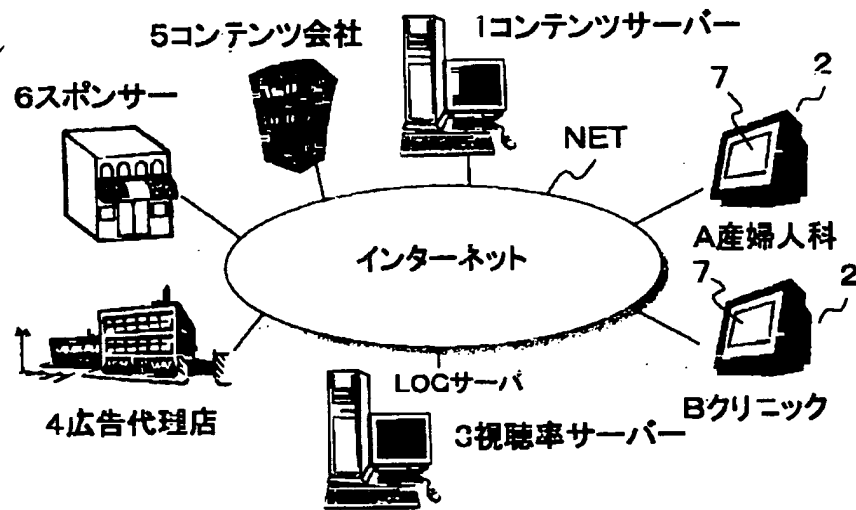 5コンテンツ会社
1コンテンツサーバー
6スポンサー
7
2
NET
A産婦人科
インターネット
7
2
LOGサーバ
Bクリニック
4広告代理店
3視聴率サーバー